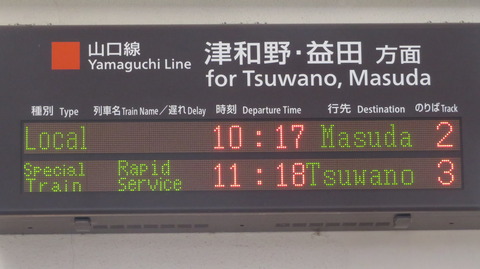 山口線 津和野・益田 方面
Yamaguchi Line for Tsuwano, Masuda
種別 Type 列車名 Train Name／遅れ Delay 時刻 Departure Time 行先 Destination のりば Track
Local 10:17 Masuda 2
Special Train Rapid Service 11:18 Tsuwano 3